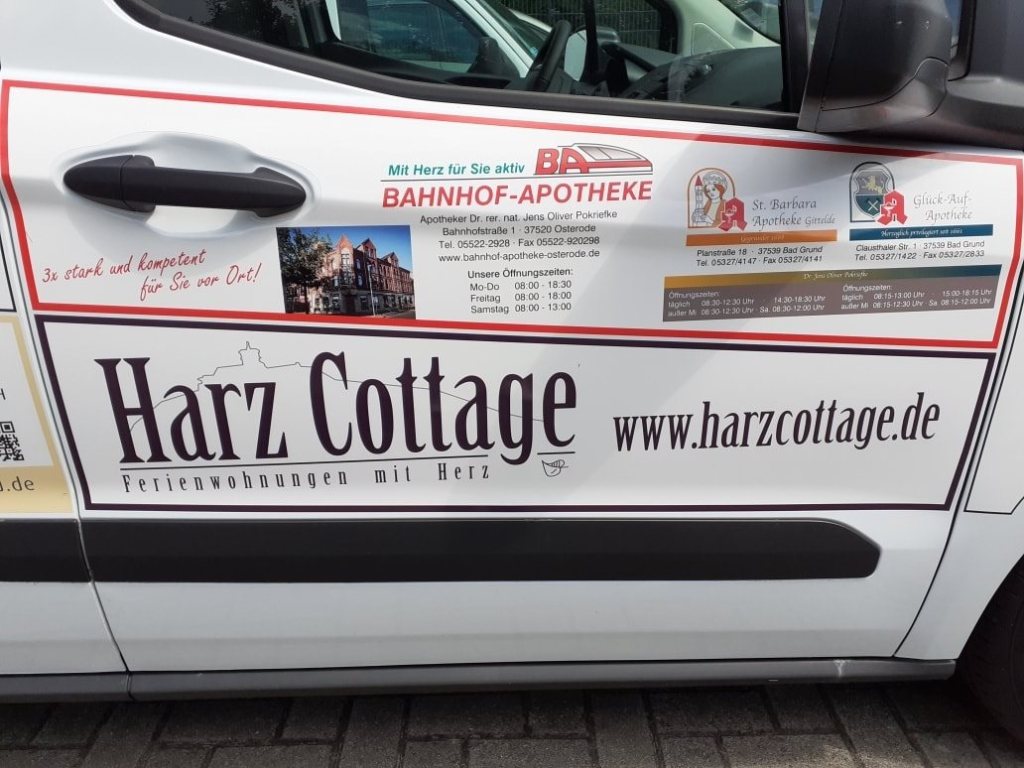 Mit Herz für Sie aktiv BA
BAHNHOF-APOTHEKE
Apotheker Dr. rer. nat. Jens Oliver Pokriefke
Bahnhofstraße 1 · 37520 Osterode
Tel. 05522-2928 · Fax 05522-920298
www.bahnhof-apotheke-osterode.de
Unsere Öffnungszeiten:
Mo-Do 08:00 - 18:30
Freitag 08:00 - 18:00
Samstag 08:00 - 13:00
3x stark und kompetent
für Sie vor Ort!
St. Barbara
Apotheke Gittelde
Gegründet
Planstraße 18 · 37539 Bad Grund
Tel. 05327/4147 · Fax 05327/4141
Glück-Auf-
Apotheke
Herzoglich privilegiert seit
Clausthaler Str. 1 · 37539 Bad Grund
Tel. 05327/1422 · Fax 05327/2833
Dr. Jens Oliver Pokriefke
Öffnungszeiten:
täglich 08:30-12:30 Uhr · 14:30-18:30 Uhr
außer Mi 08:30-12:30 Uhr · Sa. 08:30-12:00 Uhr
Öffnungszeiten:
täglich 08:15-13:00 Uhr · 15:00-18:15 Uhr
außer Mi 08:15-12:30 Uhr Sa. 08:15-12:00 Uhr
Harz Cottage
Ferienwohnungen mit Herz
www.harzcottage.de
H
.de